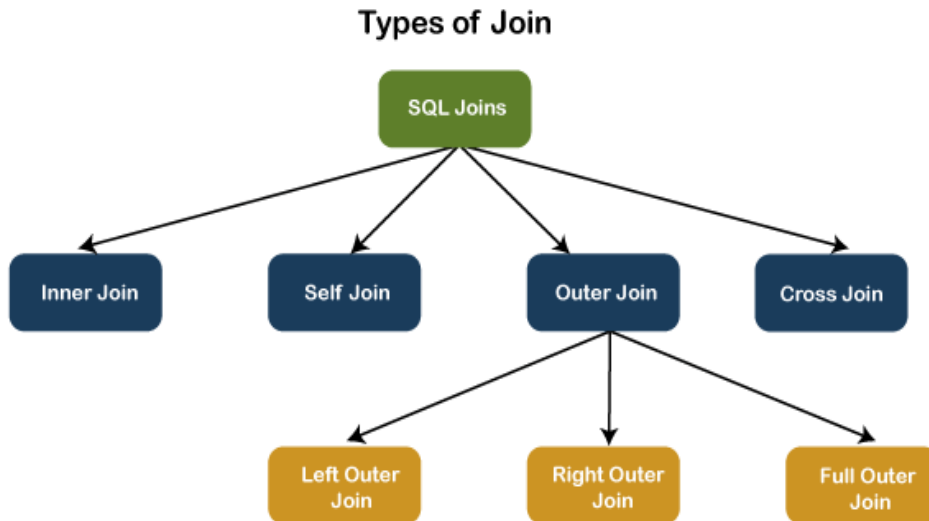 Types of Join
SQL Joins
Inner Join
Self Join
Outer Join
Cross Join
Left Outer
Join
Right Outer
Join
Full Outer
Join